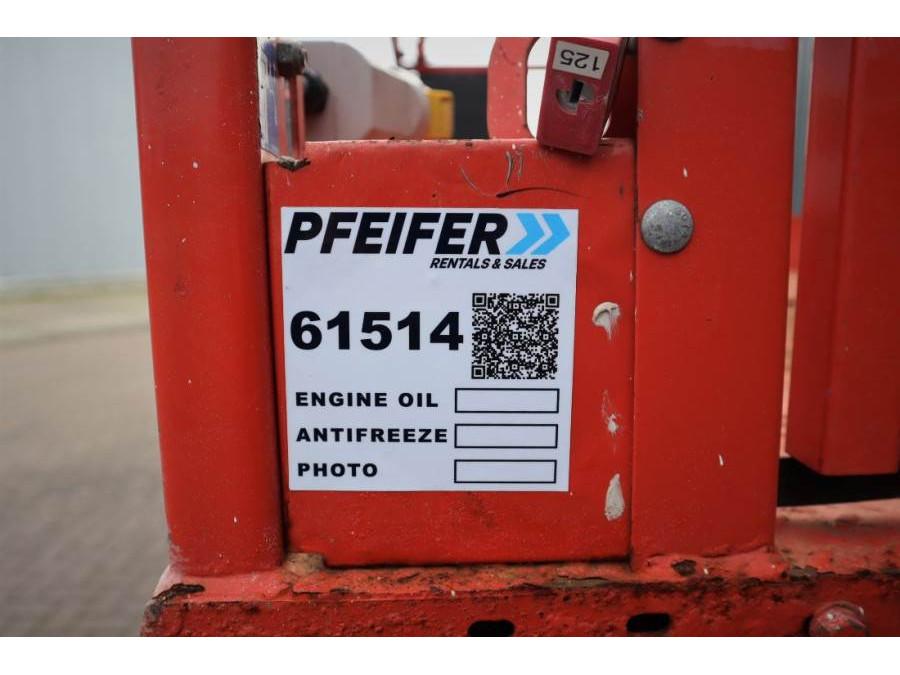 125
PFEIFER
RENTALS & SALES
61514
ENGINE OIL
ANTIFREEZE
PHOTO